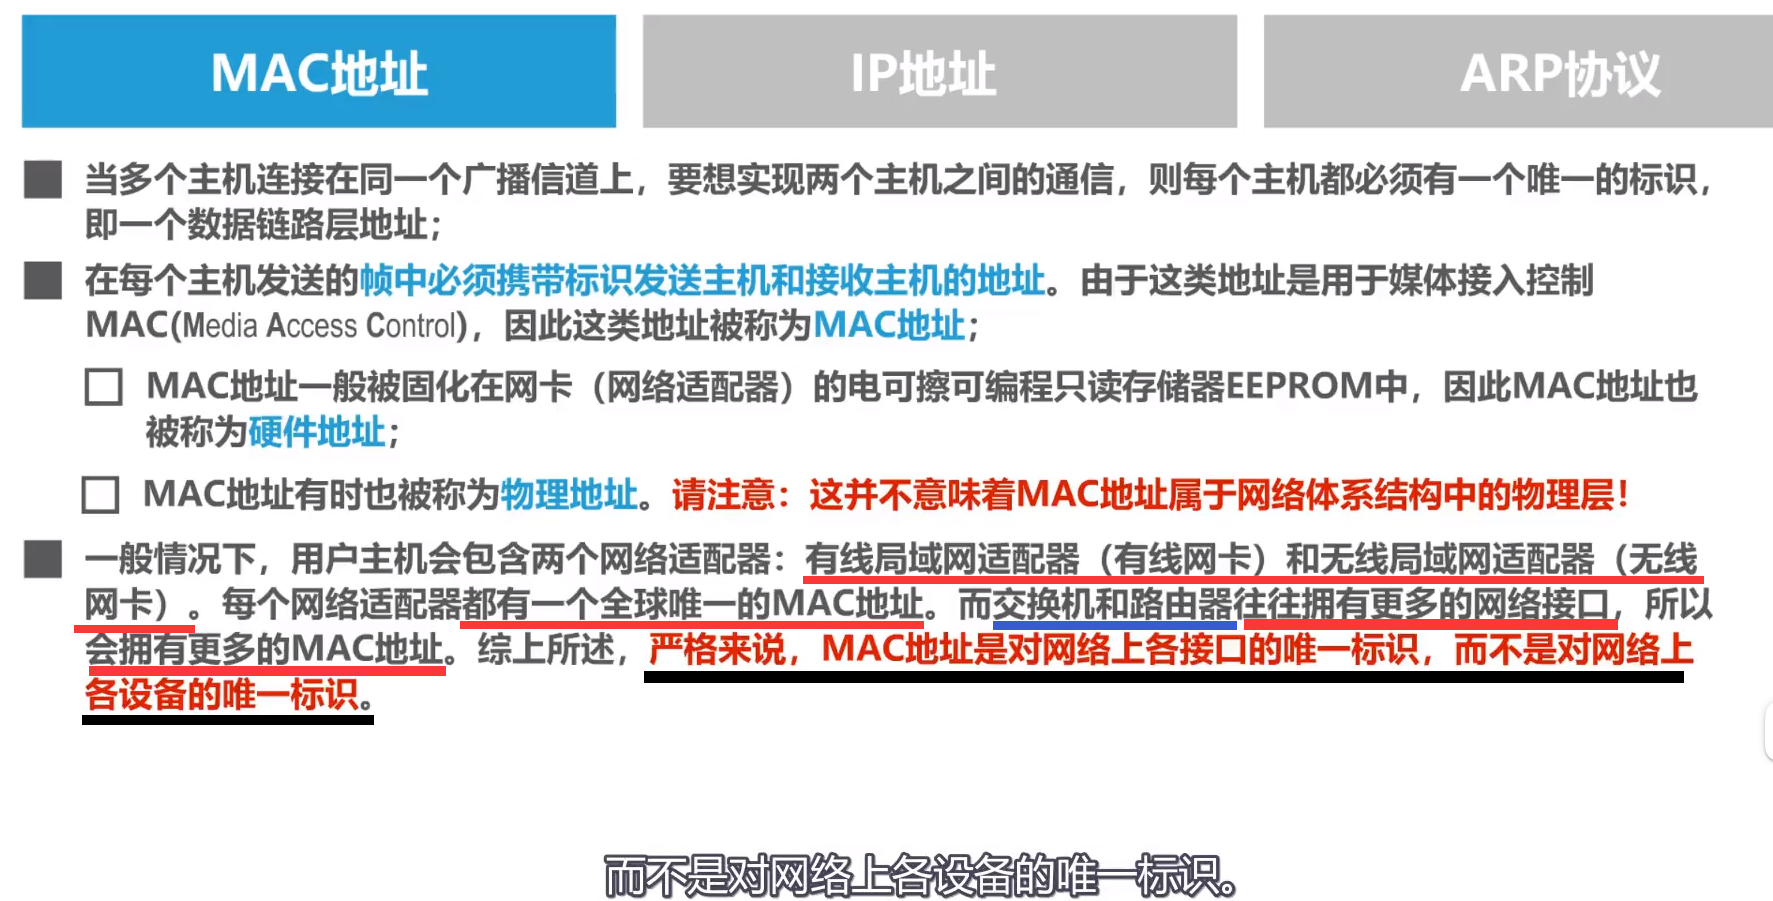 MAC地址
IP地址
ARP协议
当多个主机连接在同一个广播信道上，要想实现两个主机之间的通信，则每个主机都必须有一个唯一的标识，
即一个数据链路层地址；
在每个主机发送的帧中必须携带标识发送主机和接收主机的地址。由于这类地址是用于媒体接入控制
MAC(Media Access Control)，因此这类地址被称为MAC地址；
MAC地址一般被固化在网卡（网络适配器）的电可擦可编程只读存储器EEPROM中，因此MAC地址也
被称为硬件地址；
MAC地址有时也被称为物理地址。请注意：这并不意味着MAC地址属于网络体系结构中的物理层！
一般情况下，用户主机会包含两个网络适配器：有线局域网适配器（有线网卡）和无线局域网适配器（无线
网卡）。每个网络适配器都有一个全球唯一的MAC地址。而交换机和路由器往往拥有更多的网络接口，所以
会拥有更多的MAC地址。综上所述，严格来说，MAC地址是对网络上各接口的唯一标识，而不是对网络上
各设备的唯一标识。
而不是对网络上各设备的唯一标识。